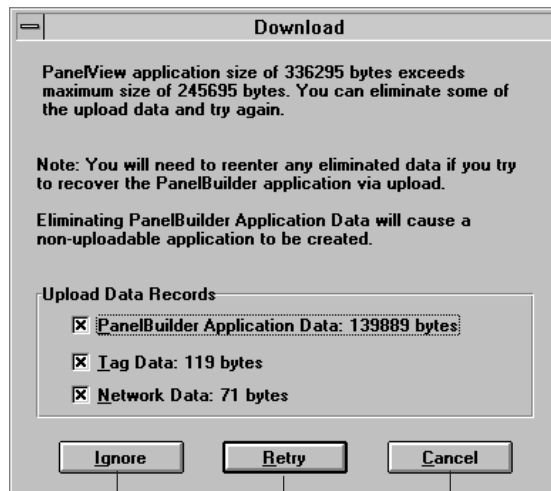 Download
PanelView application size of 336295 bytes exceeds
maximum size of 245695 bytes. You can eliminate some of
the upload data and try again.
Note: You will need to reenter any eliminated data if you try
to recover the PanelBuilder application via upload.
Eliminating PanelBuilder Application Data will cause a
non-uploadable application to be created.
Upload Data Records
PanelBuilder Application Data: 139889 bytes
Tag Data: 119 bytes
Network Data: 71 bytes
Ignore Retry Cancel